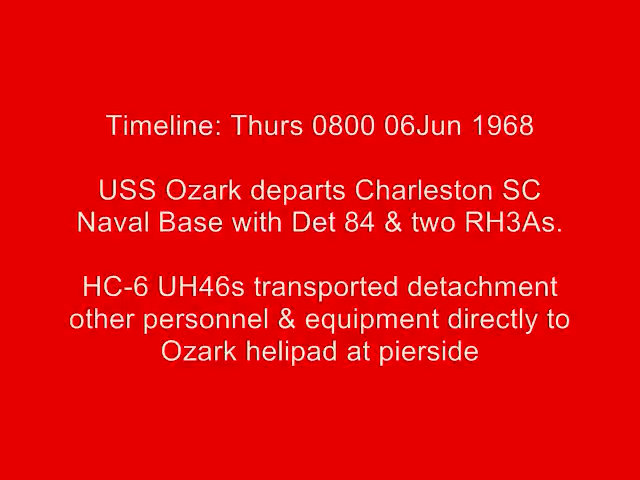 Timeline: Thurs 0800 06Jun 1968
USS Ozark departs Charleston SC
Naval Base with Det 84 & two RH3As.
HC-6 UH46s transported detachment
other personnel & equipment directly to
Ozark helipad at pierside